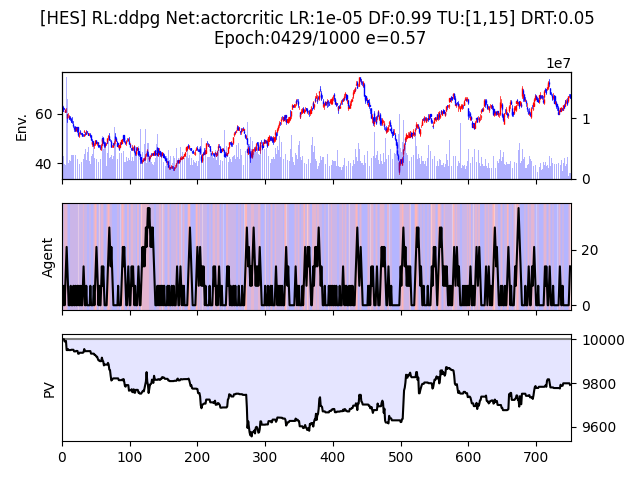 [HES] RL:ddpg Net:actorcritic LR:1e-05 DF:0.99 TU:[1,15] DRT:0.05
Epoch:0429/1000 e=0.57
1e7
Env.
60
40
1
0
Agent
20
0
PV
10000
9800
9600
0 100 200 300 400 500 600 700